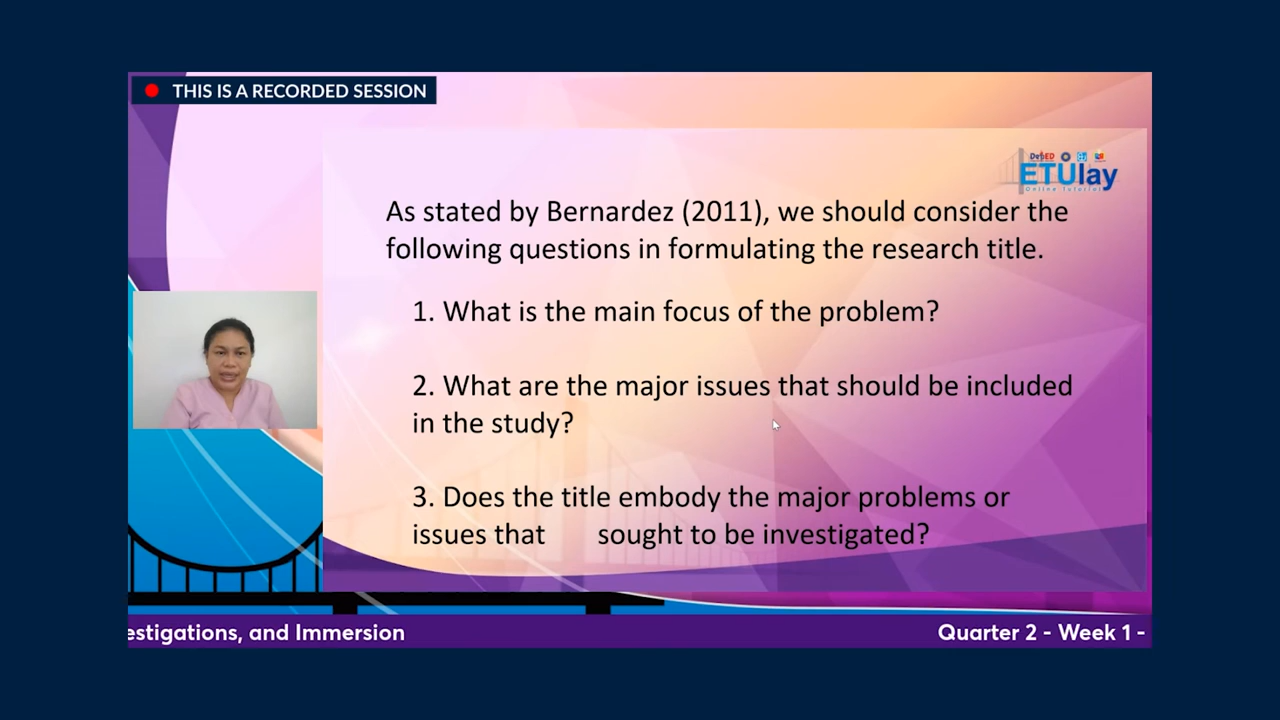 THIS IS A RECORDED SESSION
DepED
ETUlay
Online Tutorial
As stated by Bernardez (2011), we should consider the
following questions in formulating the research title.
1. What is the main focus of the problem?
2. What are the major issues that should be included
in the study?
3. Does the title embody the major problems or
issues that sought to be investigated?
estigations, and Immersion
Quarter 2 - Week 1 -